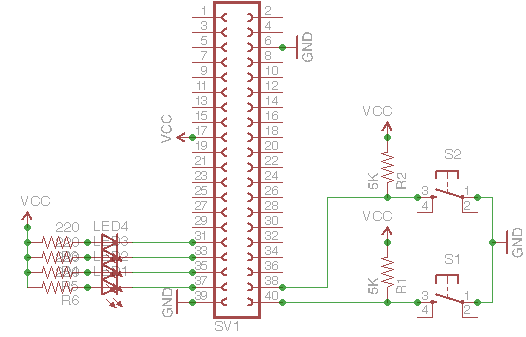 1 2
3 4
5 6
7 8
9 10
11 12
13 14
15 16
17 18
19 20
21 22
23 24
25 26
27 28
29 30
31 32
33 34
35 36
37 38
39 40
SV1
GND
VCC
GND
VCC
220
LED4
R5
R6
VCC
5K
R2
VCC
5K
R1
S2
3 1
4 2
S1
3 1
4 2
GND